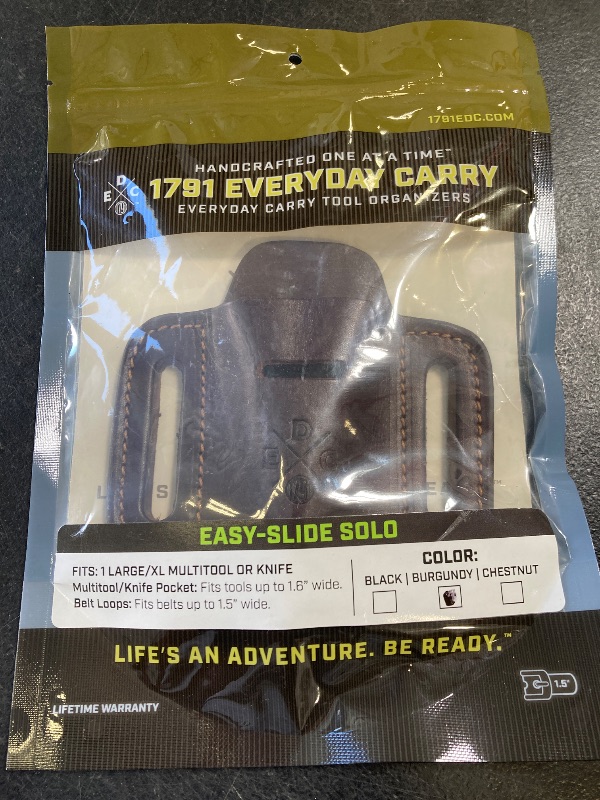 1791EDC.COM
HANDCRAFTED ONE AT A TIME™
E D C
1791 EVERYDAY CARRY
EVERYDAY CARRY TOOL ORGANIZERS
E D C
EASY-SLIDE SOLO
FITS: 1 LARGE/XL MULTITOOL OR KNIFE
Multitool/Knife Pocket: Fits tools up to 1.6" wide.
Belt Loops: Fits belts up to 1.5" wide.
COLOR:
BLACK | BURGUNDY | CHESTNUT
LIFE'S AN ADVENTURE. BE READY.™
LIFETIME WARRANTY
1.5"